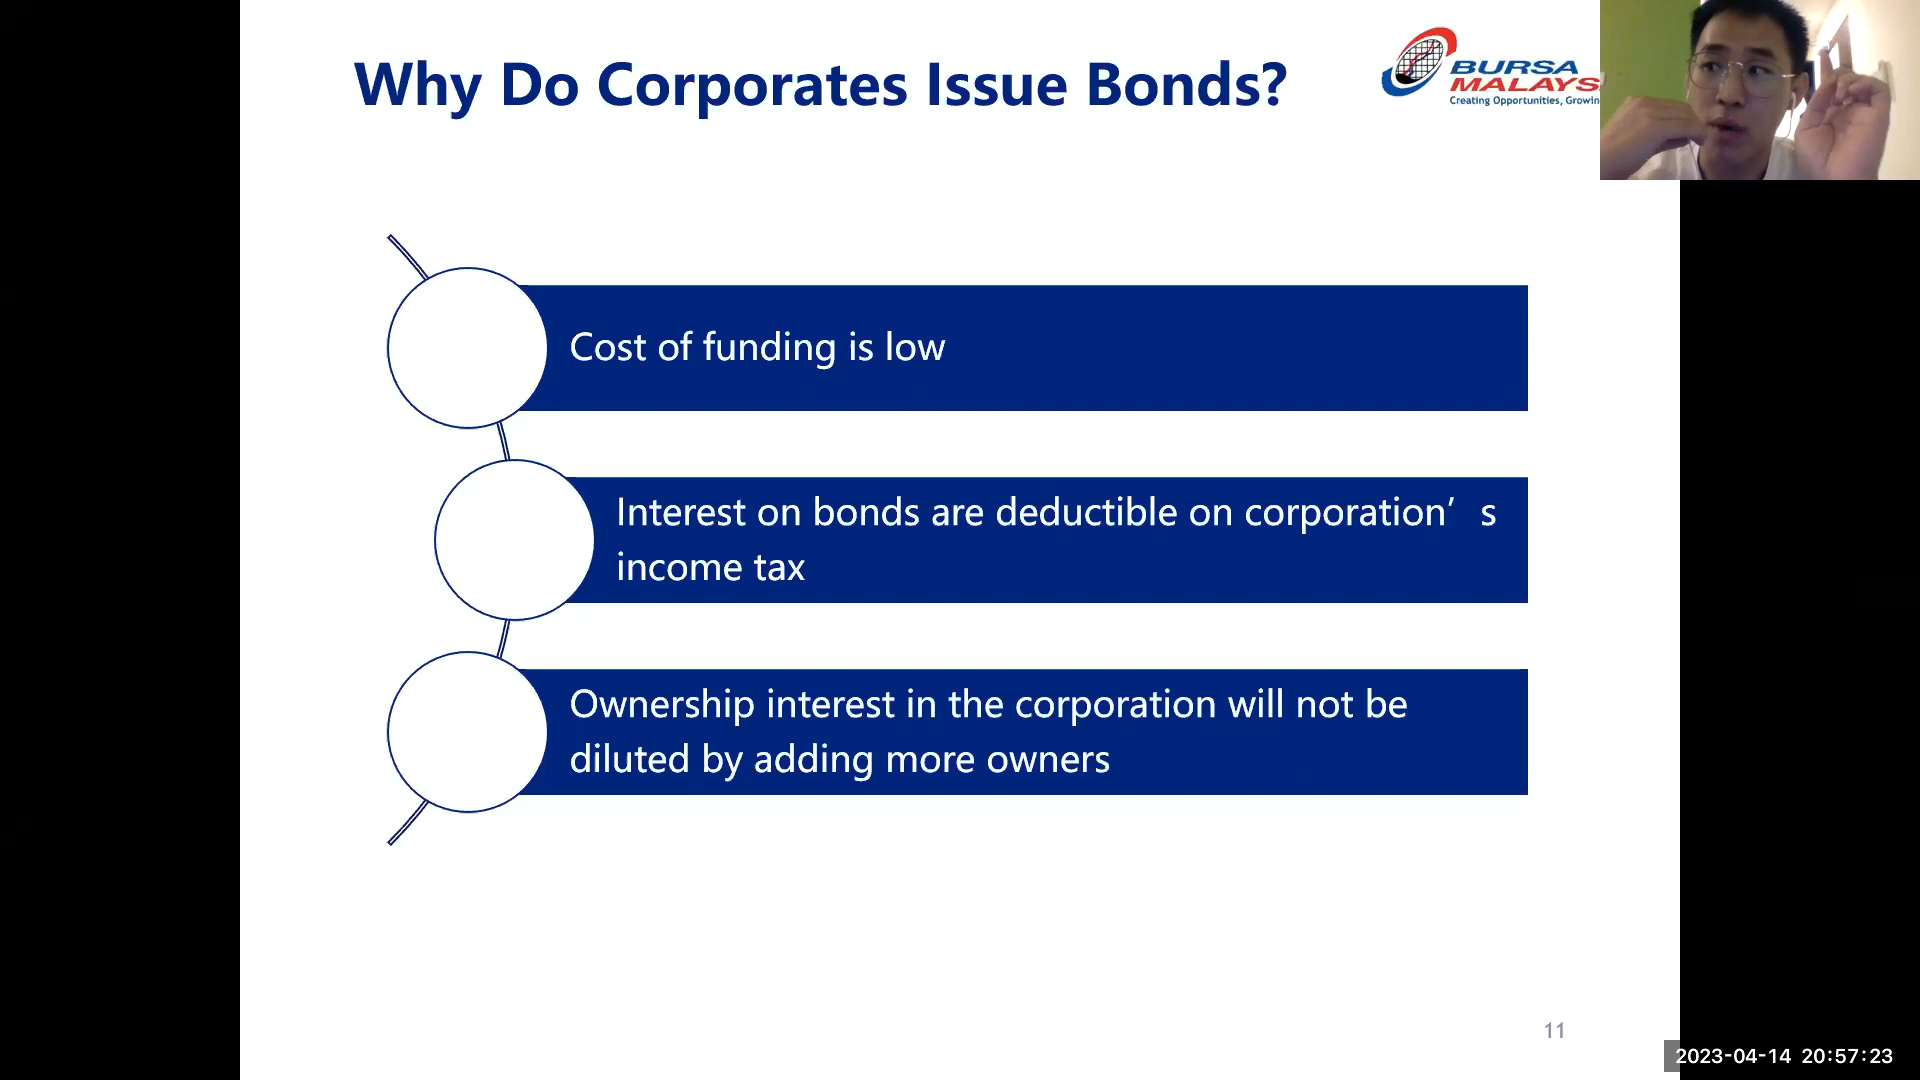 Why Do Corporates Issue Bonds?
BURSA
MALAYS
Creating Opportunities, Growin
Cost of funding is low
Interest on bonds are deductible on corporation’s
income tax
Ownership interest in the corporation will not be
diluted by adding more owners
11
2023-04-14 20:57:23